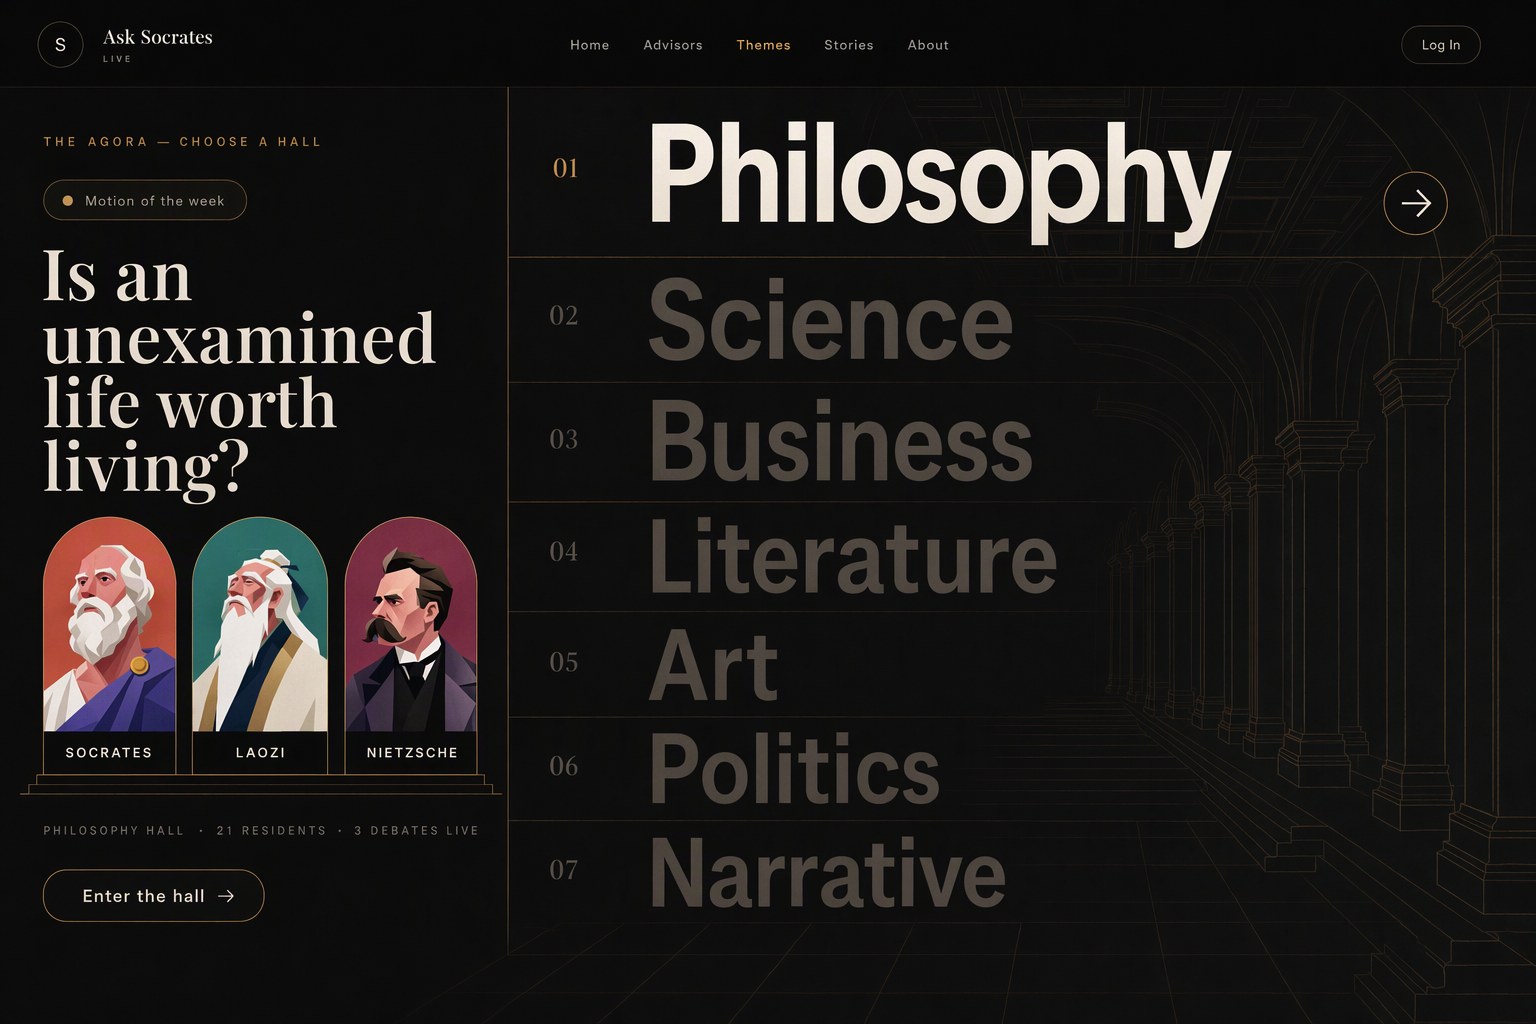 S
Ask Socrates
LIVE
Home
Advisors
Themes
Stories
About
Log In
THE AGORA — CHOOSE A HALL
Motion of the week
Is an
unexamined
life worth
living?
SOCRATES
LAOZI
NIETZSCHE
PHILOSOPHY HALL · 21 RESIDENTS · 3 DEBATES LIVE
Enter the hall →
01
Philosophy
→
02
Science
03
Business
04
Literature
05
Art
06
Politics
07
Narrative